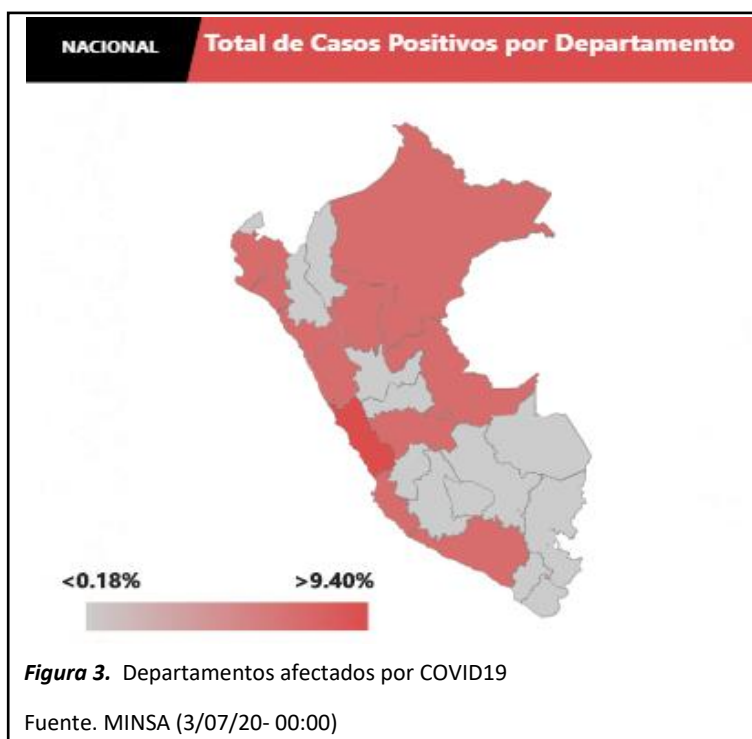 NACIONAL Total de Casos Positivos por Departamento
<0.18% >9.40%
Figura 3. Departamentos afectados por COVID19
Fuente. MINSA (3/07/20- 00:00)